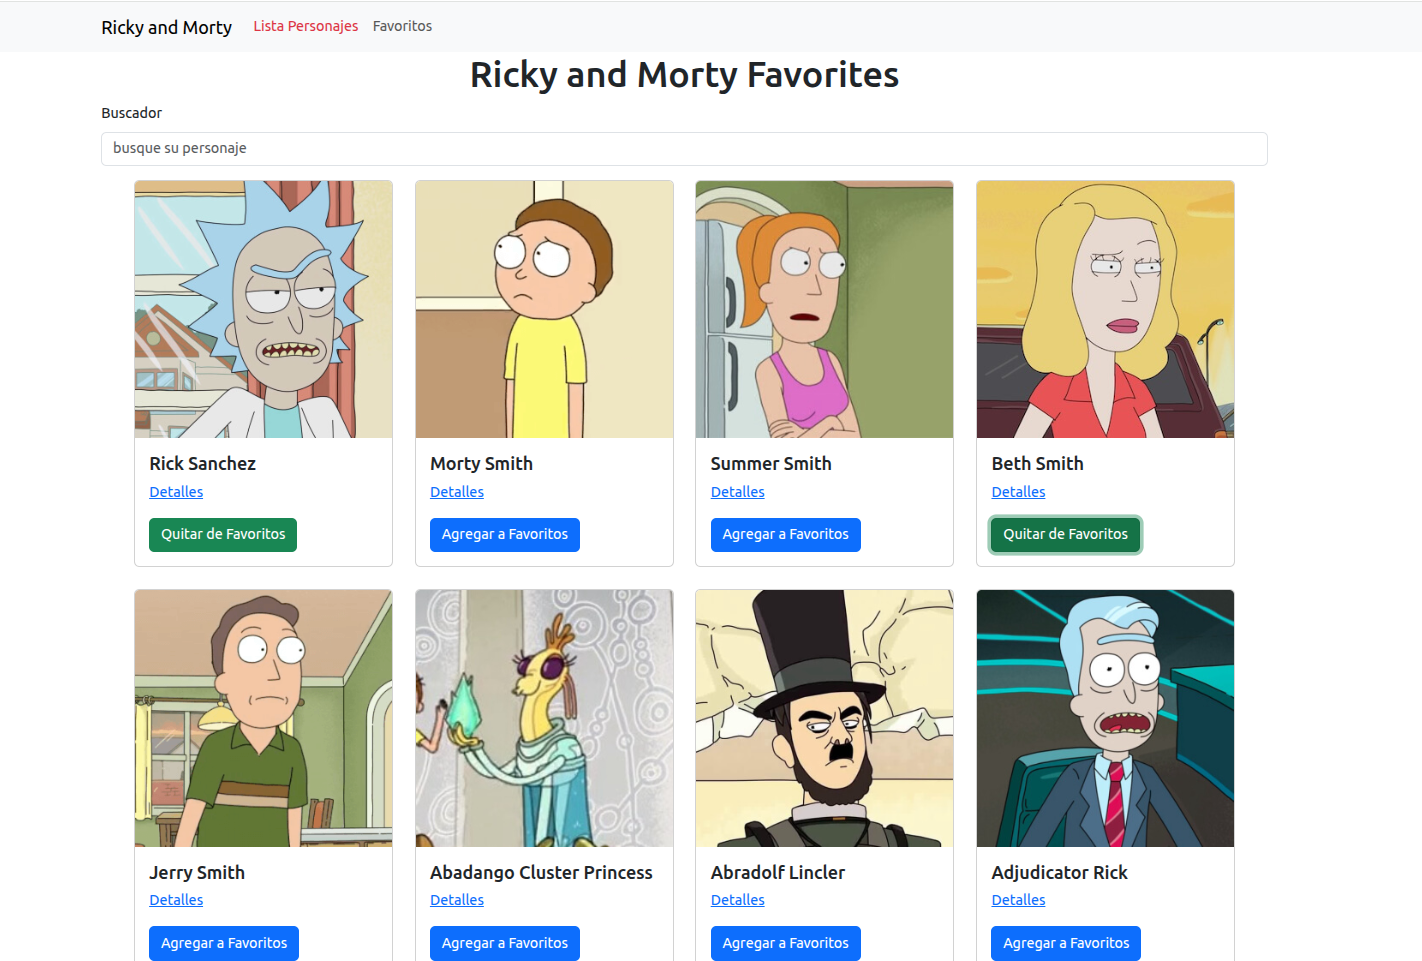 Ricky and Morty Lista Personajes Favoritos
Ricky and Morty Favorites
Buscador
busque su personaje
Rick Sanchez
Detalles
Quitar de Favoritos
Morty Smith
Detalles
Agregar a Favoritos
Summer Smith
Detalles
Agregar a Favoritos
Beth Smith
Detalles
Quitar de Favoritos
Jerry Smith
Detalles
Agregar a Favoritos
Abadango Cluster Princess
Detalles
Agregar a Favoritos
Abradolf Lincler
Detalles
Agregar a Favoritos
Adjudicator Rick
Detalles
Agregar a Favoritos